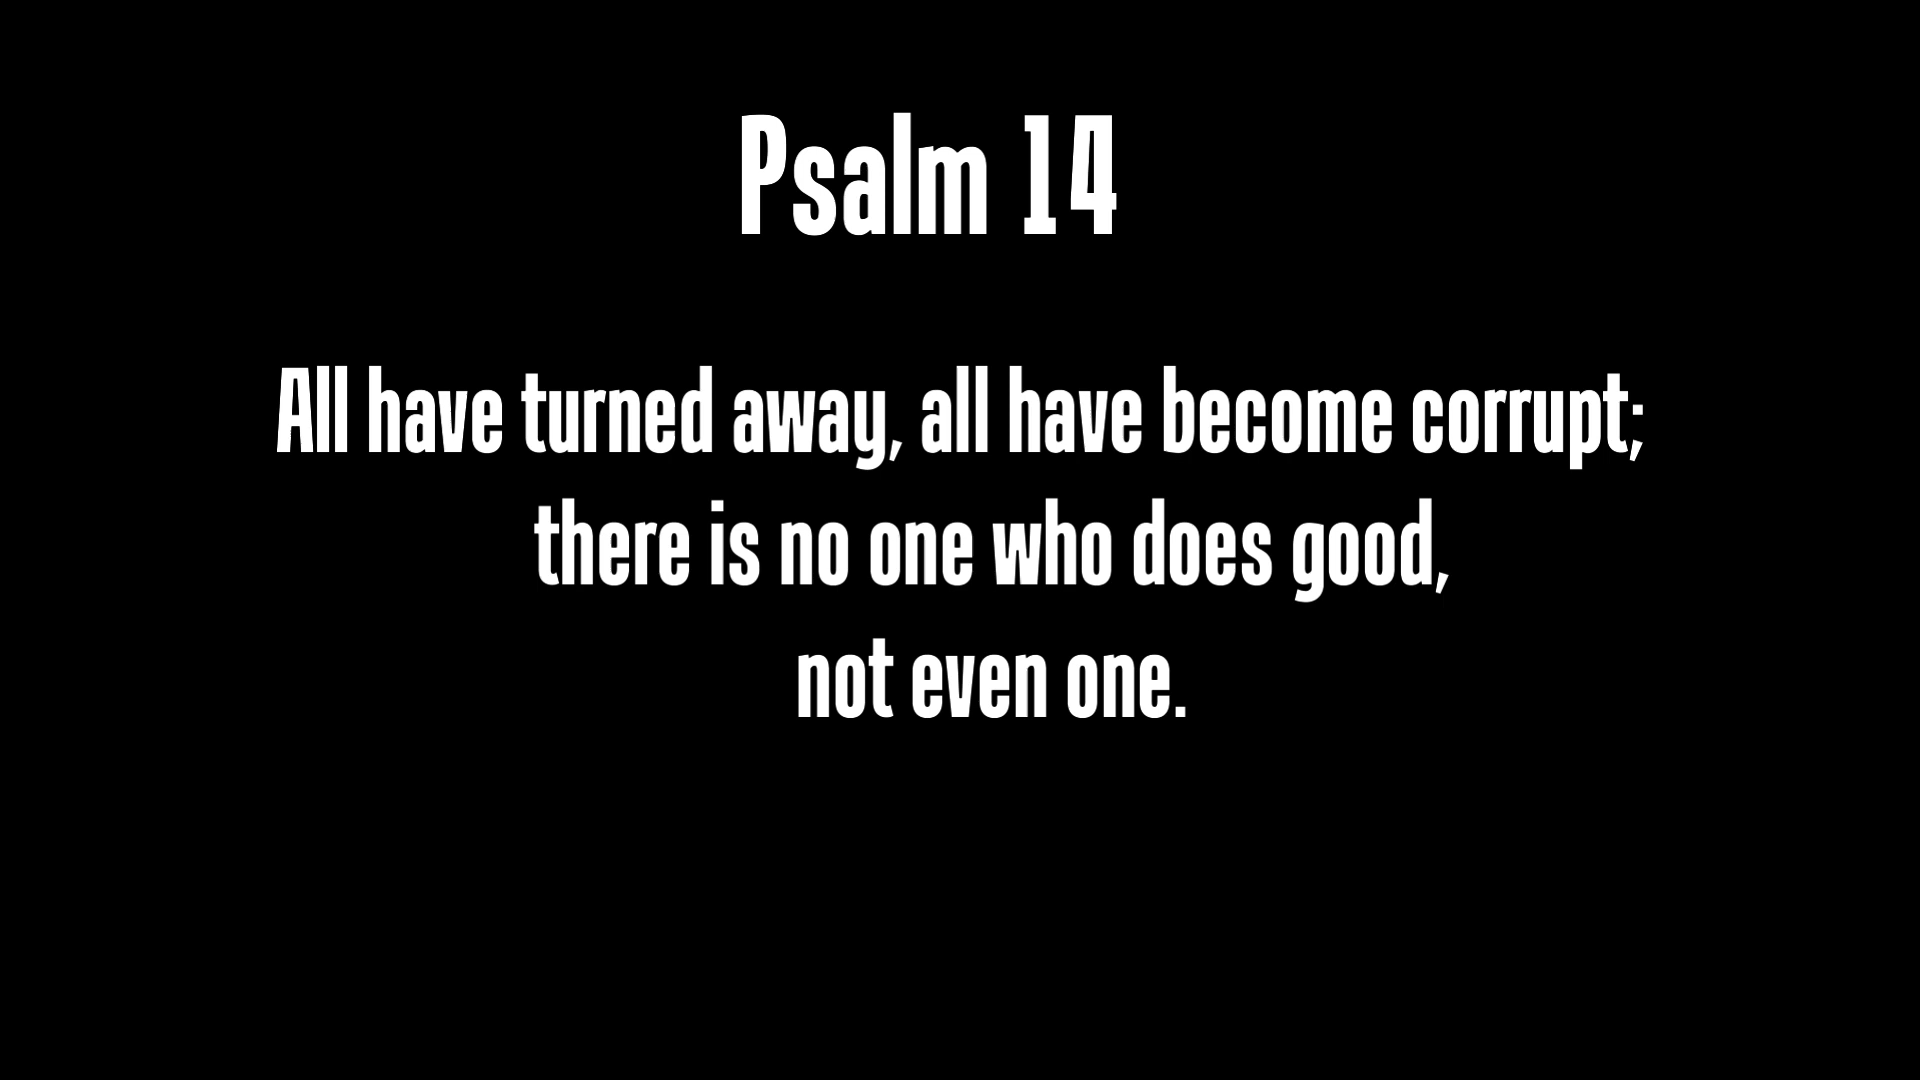 Psalm 14
All have turned away, all have become corrupt;
there is no one who does good,
not even one.